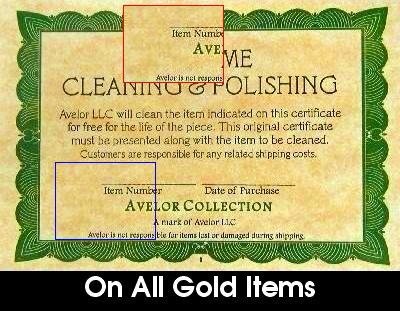 Item Numbe
AVE
ME
Avelor is not respons
CLEANING & POLISHING
Avelor LLC will clean the item indicated on this certificate
for free for the life of the piece. This original certificate
must be presented along with the item to be cleaned.
Customers are responsible for any related shipping costs.
Item Number Date of Purchase
AVELOR COLLECTION
A mark of Avelor LLC
Avelor is not responsible for items lost or damaged during shipping.
On All Gold Items